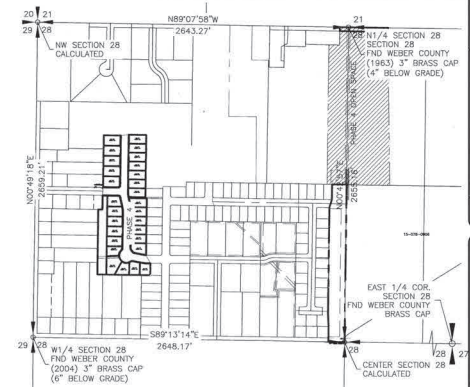 20 21
29 28
NW SECTION 28
CALCULATED
N89°07'58"W
2643.27'
21
28
N1/4 SECTION 28
SECTION 28
FND WEBER COUNTY
(1963) 3" BRASS CAP
(4" BELOW GRADE)
PHASE 4 OPEN SPACE
N00°49'18"E
2659.21'
2655.16'
PHASE 4
EAST 1/4 COR.
SECTION 28
FND WEBER COUNTY
BRASS CAP
S89°13'14"E
2648.17'
29 28
W1/4 SECTION 28
FND WEBER COUNTY
(2004) 3" BRASS CAP
(6" BELOW GRADE)
28
CENTER SECTION 28
CALCULATED
28 27